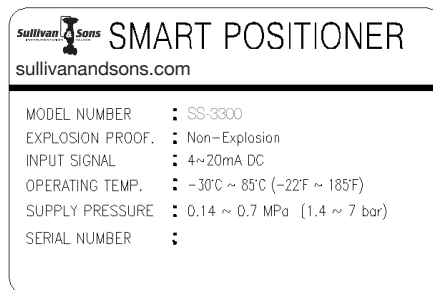 Sullivan & Sons SMART POSITIONER
INSTRUMENTATION VALVES
sullivanandsons.com
MODEL NUMBER : SS-3300
EXPLOSION PROOF. : Non-Explosion
INPUT SIGNAL : 4~20mA DC
OPERATING TEMP. : -30°C ~ 85°C (-22°F ~ 185°F)
SUPPLY PRESSURE : 0.14 ~ 0.7 MPa (1.4 ~ 7 bar)
SERIAL NUMBER :